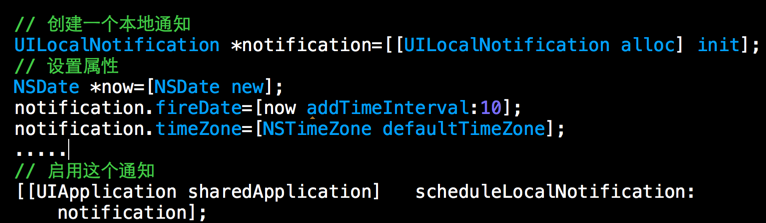 // 创建一个本地通知
UILocalNotification *notification=[[UILocalNotification alloc] init];
// 设置属性
NSDate *now=[NSDate new];
notification.fireDate=[now addTimeInterval:10];
notification.timeZone=[NSTimeZone defaultTimeZone];
.....
// 启用这个通知
[[UIApplication sharedApplication]   scheduleLocalNotification:
notification];